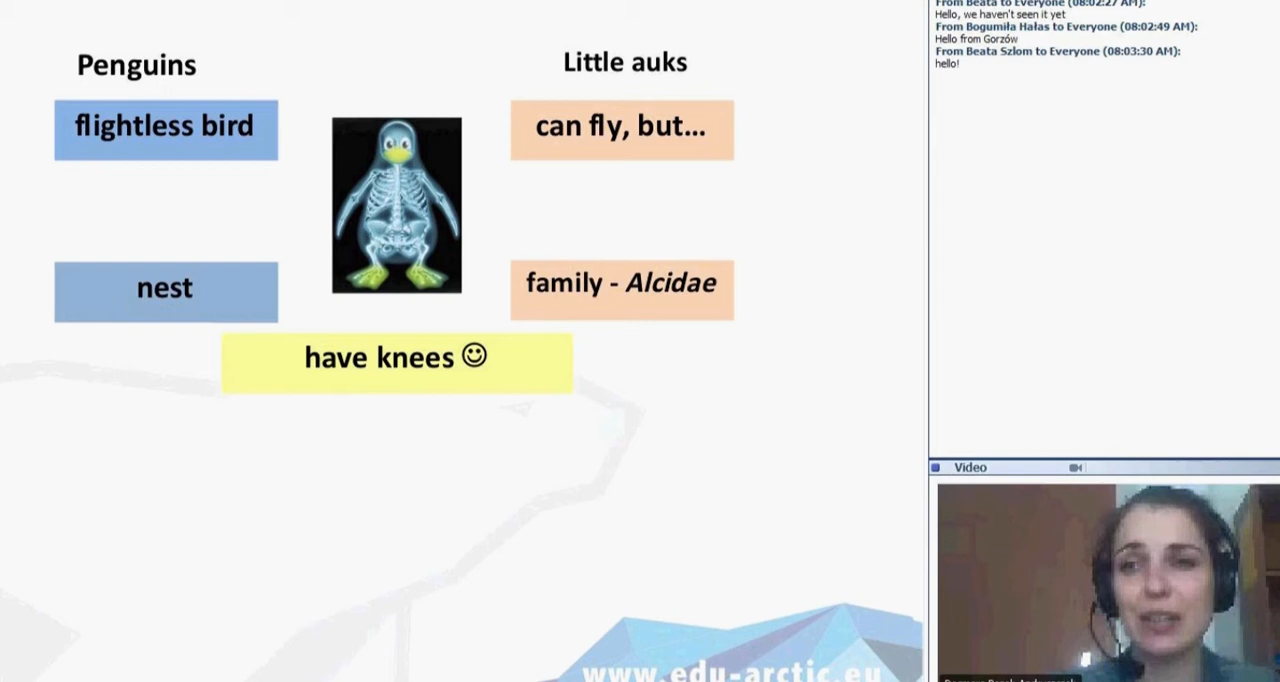 Penguins
Little auks
flightless bird
can fly, but...
nest
family - Alcidae
have knees ☺
www.edu-arctic.eu
From Beata to Everyone (08:02:27 AM):
Hello, we haven't seen it yet
From Bogumiła Hałas to Everyone (08:02:49 AM):
Hello from Gorzów
From Beata Szlom to Everyone (08:03:30 AM):
hello!
Video